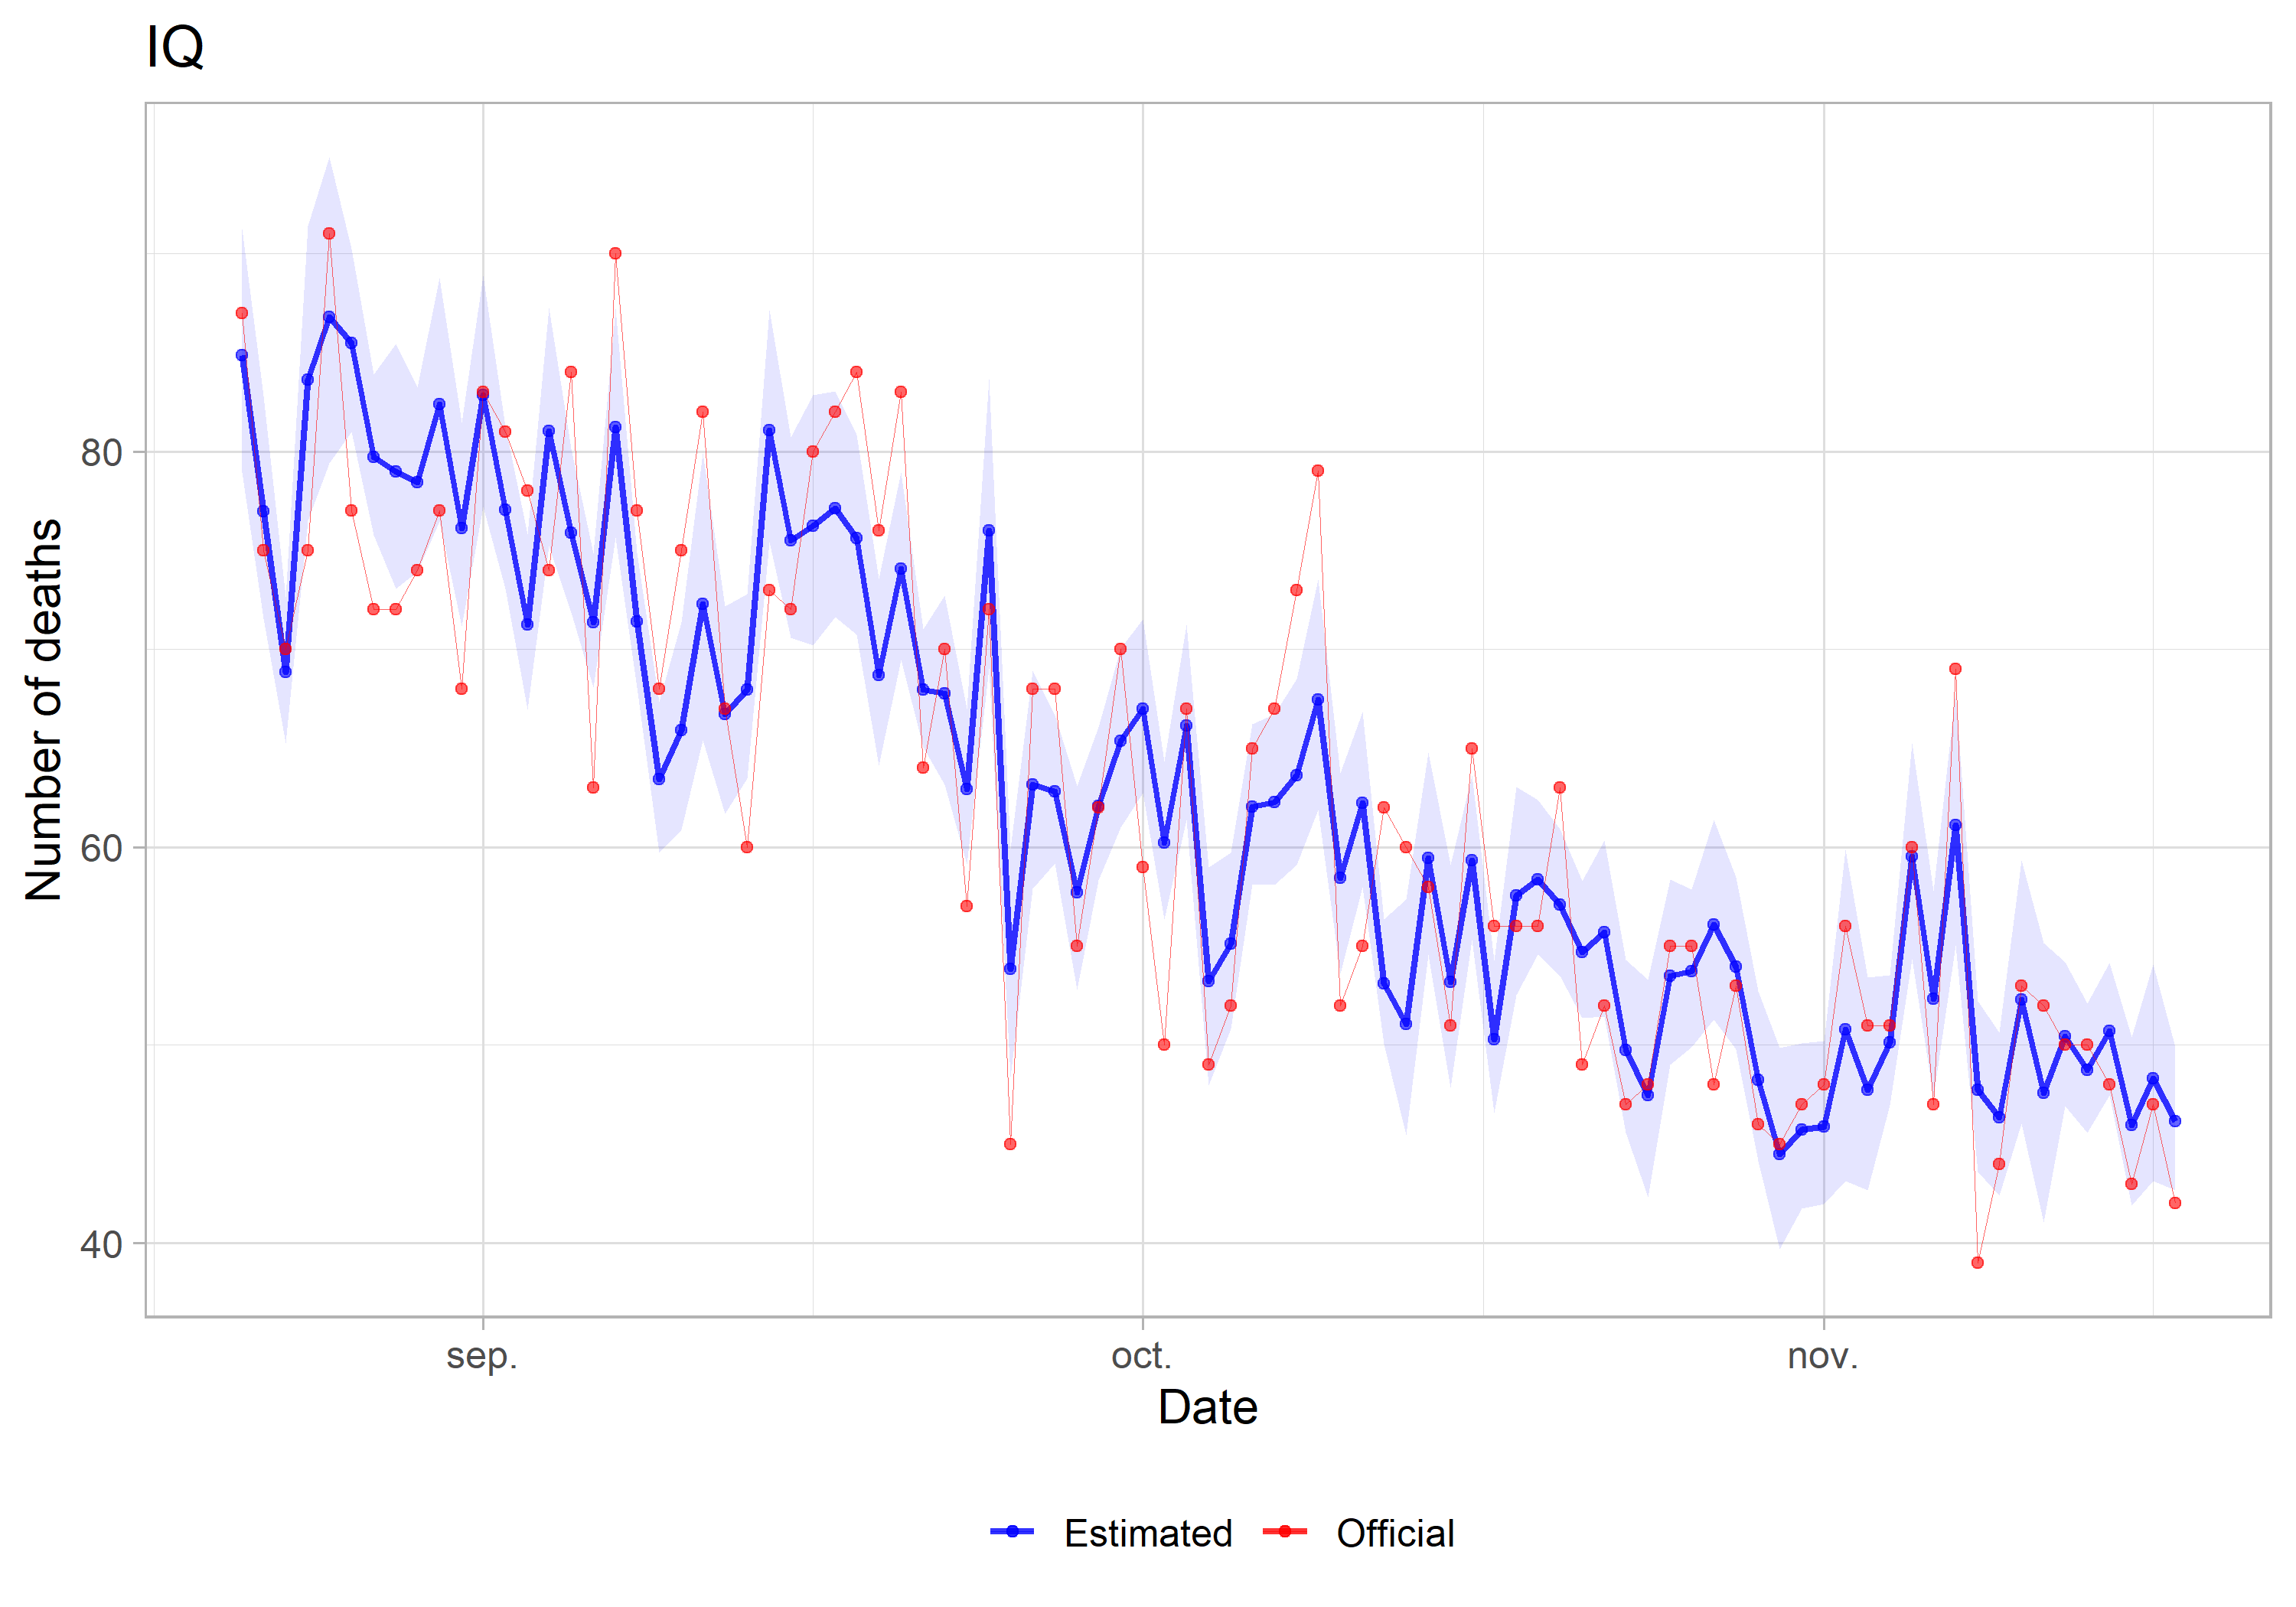 IQ
Number of deaths
80
60
40
sep.
oct.
nov.
Date
Estimated
Official